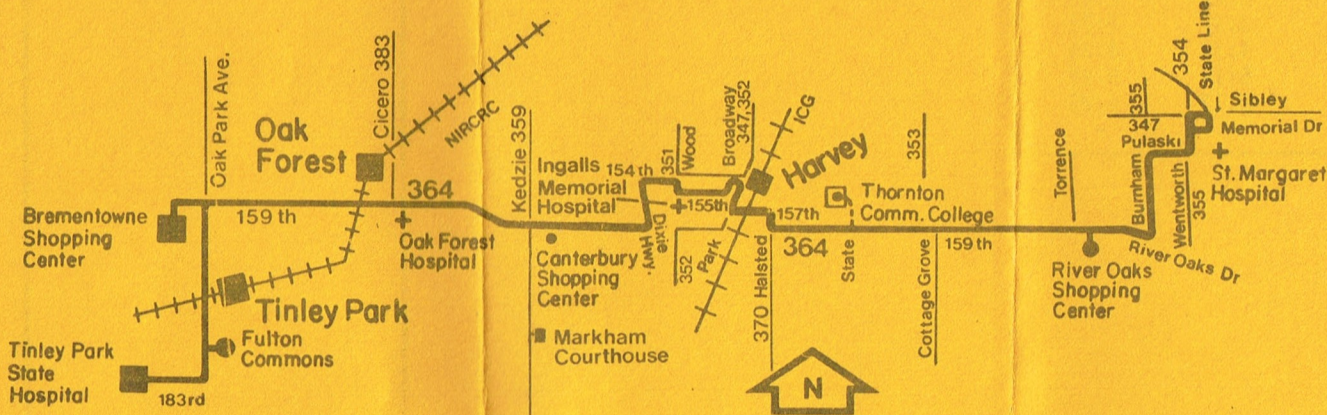 Oak Park Ave.
Oak
Forest
Cicero 383
NIRCRC
364
Brementowne
Shopping
Center
159 th
Oak Forest
Hospital
Tinley Park
Fulton
Commons
Tinley Park
State
Hospital
183rd
Kedzie 359
Ingalls
Memorial
Hospital
154 th
351
Wood
Broadway
347,352
ICG
Harvey
155th
Dixie
Hwy.
352
Park
Canterbury
Shopping
Center
Markham
Courthouse
157th
364
370 Halsted
353
Thornton
Comm. College
State
Cottage Grove
159th
N
Torrence
River Oaks
Shopping
Center
River Oaks Dr
Burnham
Wentworth
355
355
347
Pulaski
354
State Line
Sibley
Memorial Dr
St. Margaret
Hospital